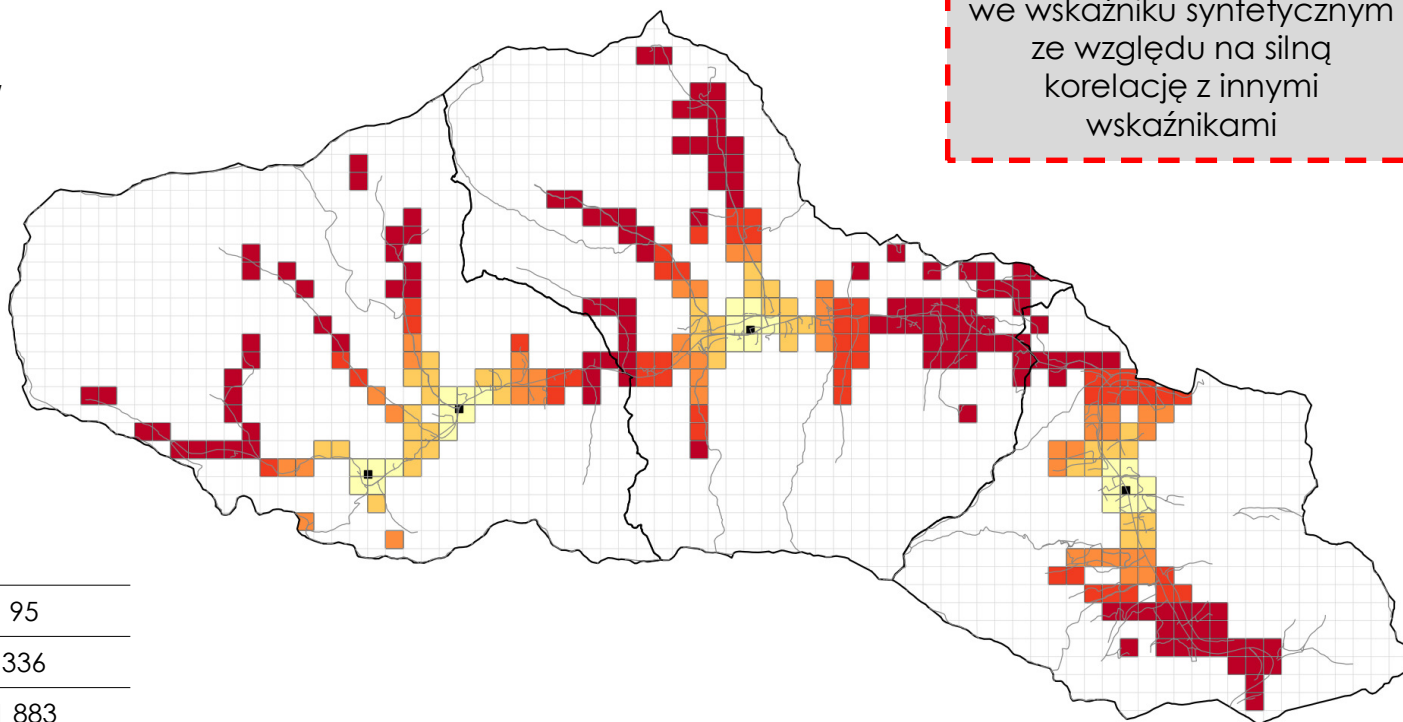 we wskaźniku syntetycznym
ze względu na silną
korelację z innymi
wskaźnikami
95
336
883